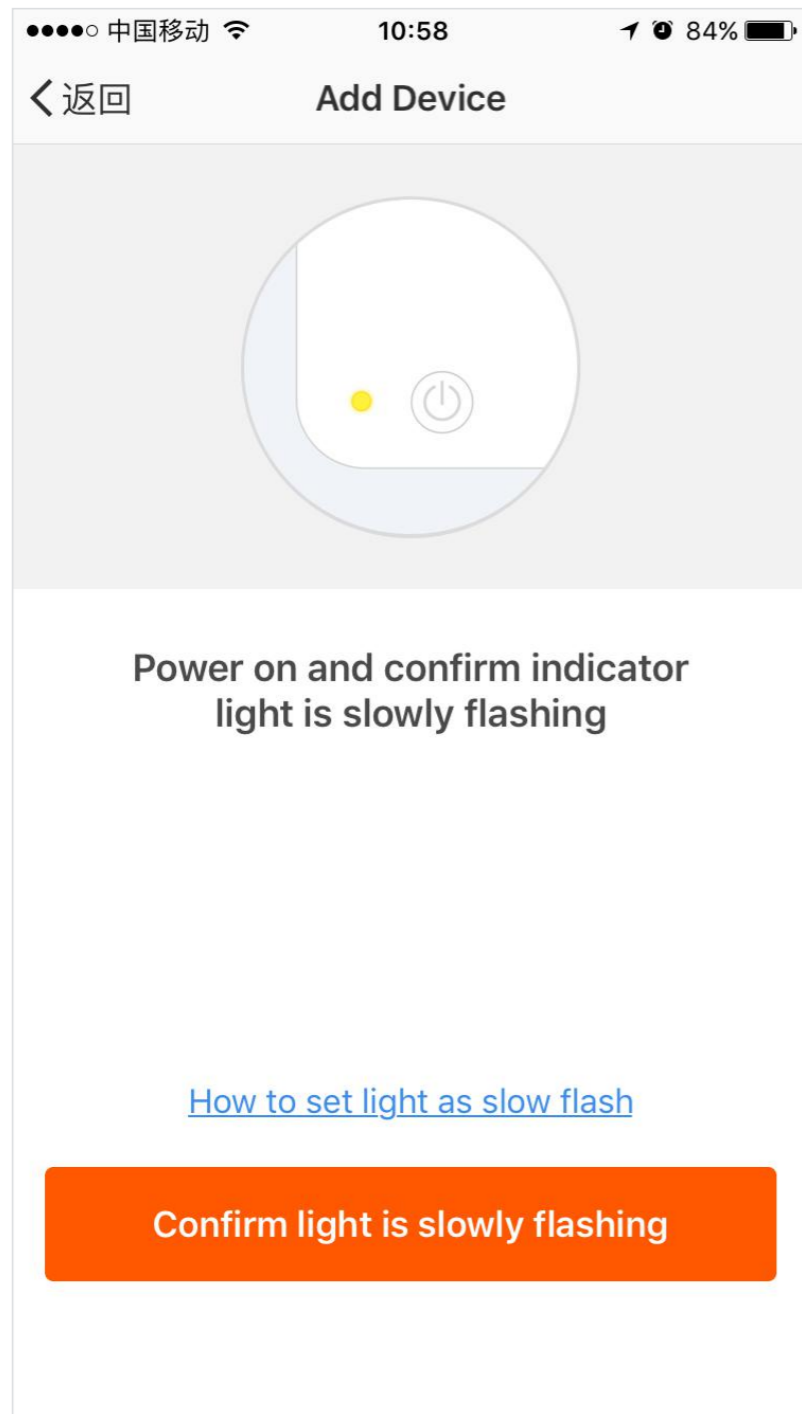 中国移动 10:58 84%
返回 Add Device
Power on and confirm indicator
light is slowly flashing
How to set light as slow flash
Confirm light is slowly flashing